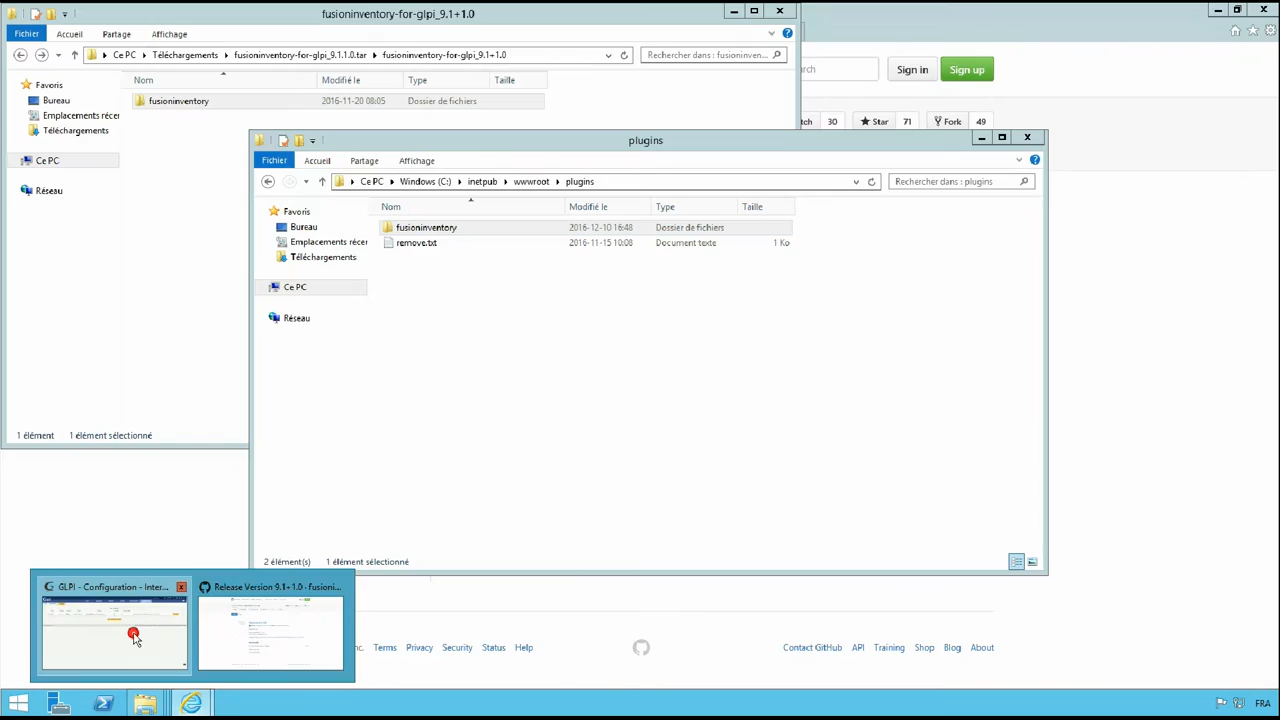 fusioninventory-for-glpi_9.1+1.0
Fichier Accueil Partage Affichage
Ce PC Téléchargements fusioninventory-for-glpi_9.1.1.0.tar fusioninventory-for-glpi_9.1+1.0 Rechercher dans : fusioninven...
Nom Modifié le Type Taille
Favoris
Bureau
Emplacements récer
Téléchargements
Ce PC
Réseau
fusioninventory 2016-11-20 08:05 Dossier de fichiers
1 élément 1 élément sélectionné
rch Sign in Sign up
tch 30 Star 71 Fork 49
plugins
Fichier Accueil Partage Affichage
Ce PC Windows (C:) inetpub wwwroot plugins Rechercher dans : plugins
Nom Modifié le Type Taille
Favoris
Bureau
Emplacements récer
Téléchargements
Ce PC
Réseau
fusioninventory 2016-12-10 16:48 Dossier de fichiers
remove.txt 2016-11-15 10:08 Document texte 1 Ko
2 élément(s) 1 élément sélectionné
GLPI - Configuration - Inter... Release Version 9.1+1.0 · fusioni...
nc. Terms Privacy Security Status Help Contact GitHub API Training Shop Blog About
FRA